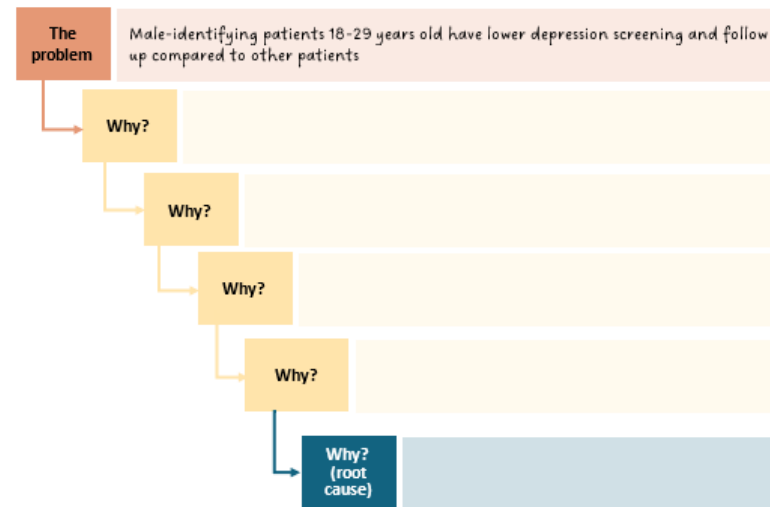 The
problem
Male-identifying patients 18-29 years old have lower depression screening and follow
up compared to other patients
Why?
Why?
Why?
Why?
Why?
(root
cause)